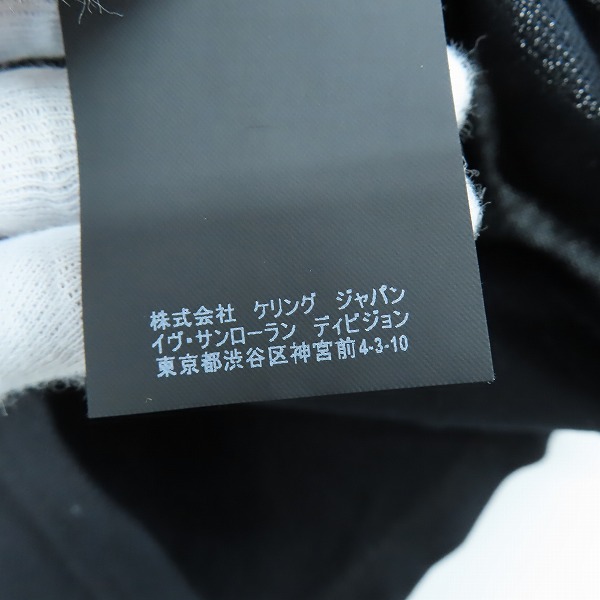 株式会社 ケリング ジャパン
イヴ・サンローラン ディビジョン
東京都渋谷区神宮前4-3-10